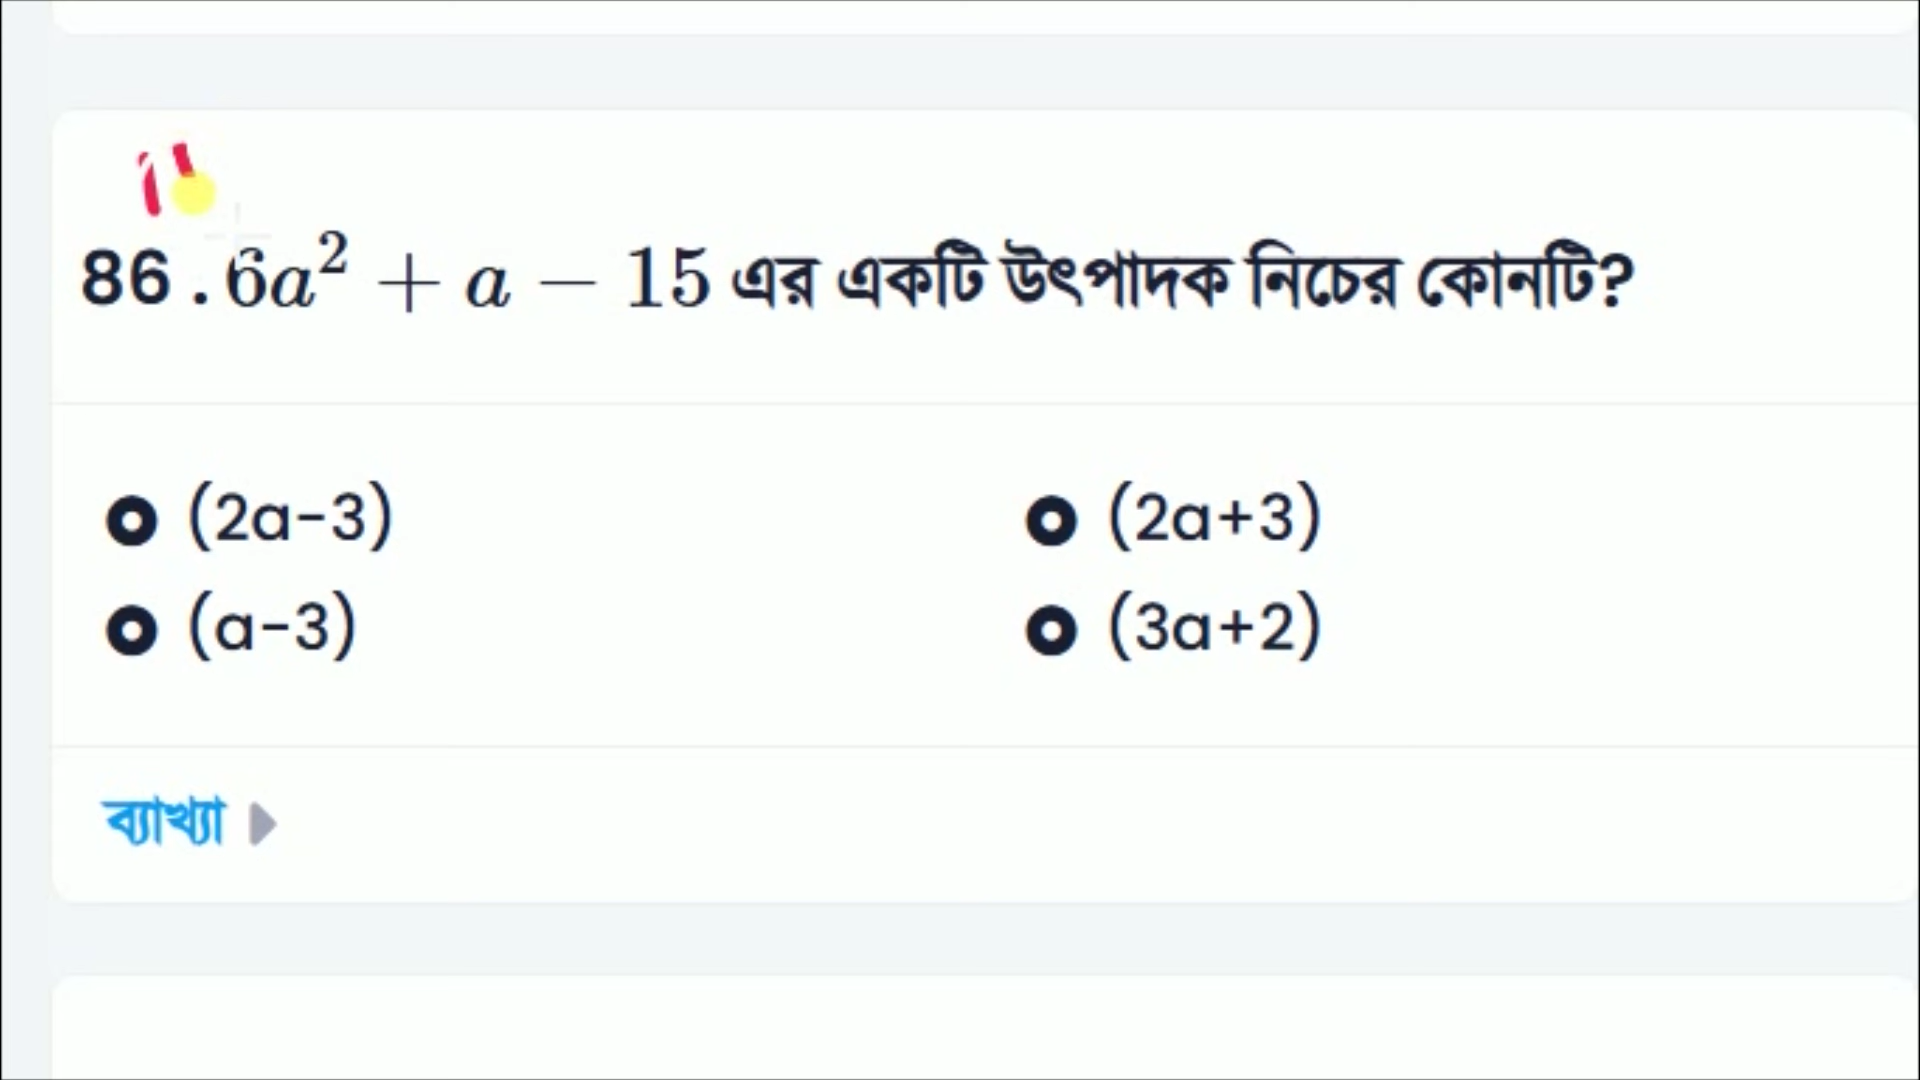 86 . 6a² + a − 15 এর একটি উৎপাদক নিচের কোনটি?
(2a-3) (2a+3)
(a-3) (3a+2)
ব্যাখ্যা